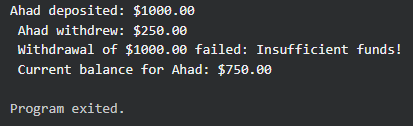 Ahad deposited: $1000.00
Ahad withdrew: $250.00
Withdrawal of $1000.00 failed: Insufficient funds!
Current balance for Ahad: $750.00
Program exited.